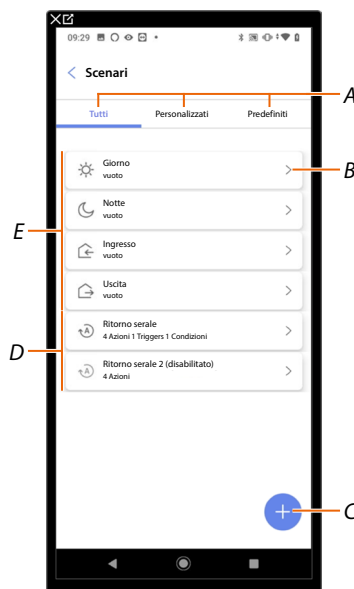 09:29
Scenari
A
Tutti Personalizzati Predefiniti
Giorno
vuoto
B
Notte
vuoto
E
Ingresso
vuoto
Uscita
vuoto
Ritorno serale
4 Azioni 1 Triggers 1 Condizioni
D
A
Ritorno serale 2 (disabilitato)
4 Azioni
A
C